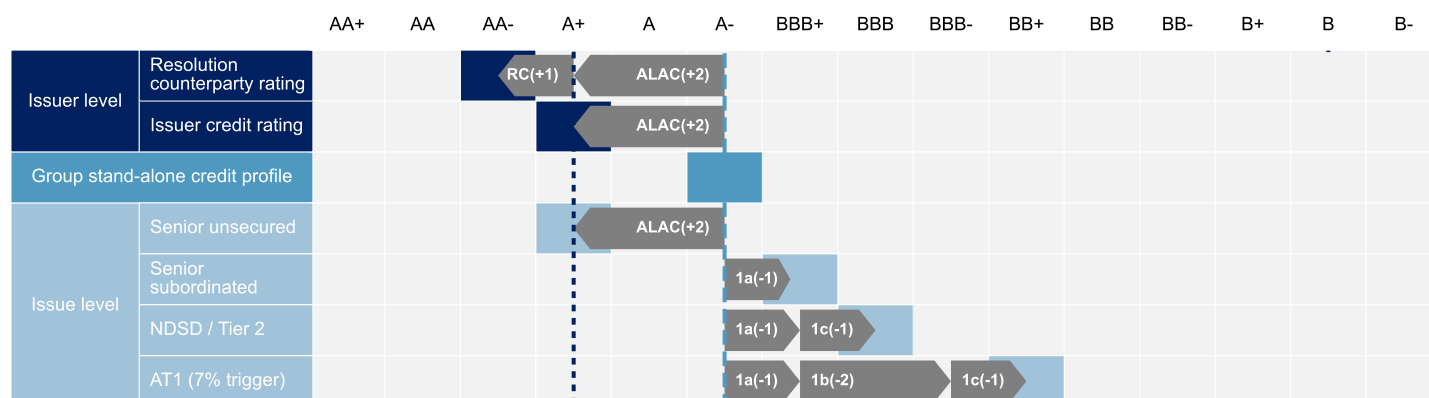 AA+ AA AA- A+ A A- BBB+ BBB BBB- BB+ BB BB- B+ B B-
Issuer level
Resolution
counterparty rating
RC(+1) ALAC(+2)
Issuer credit rating
ALAC(+2)
Group stand-alone credit profile
Issue level
Senior unsecured
ALAC(+2)
Senior
subordinated
1a(-1)
NDSD / Tier 2
1a(-1) 1c(-1)
AT1 (7% trigger)
1a(-1) 1b(-2) 1c(-1)